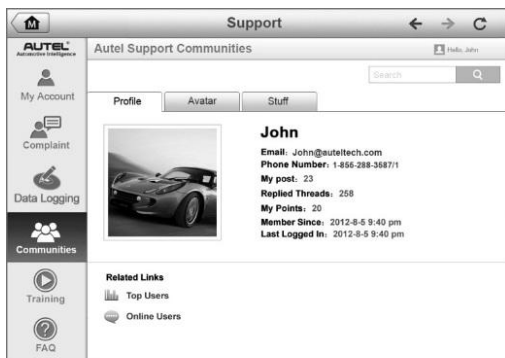 M
Support
AUTEL
Automotive Intelligence
Autel Support Communities
Hello, John
My Account
Search
Profile
Avatar
Stuff
Complaint
John
Email: John@auteltech.com
Phone Number: 1-855-288-3587/1
My post: 23
Replied Threads: 258
My Points: 20
Member Since: 2012-8-5 9:40 pm
Last Logged In: 2012-8-5 9:40 pm
Data Logging
Communities
Related Links
Top Users
Online Users
Training
FAQ